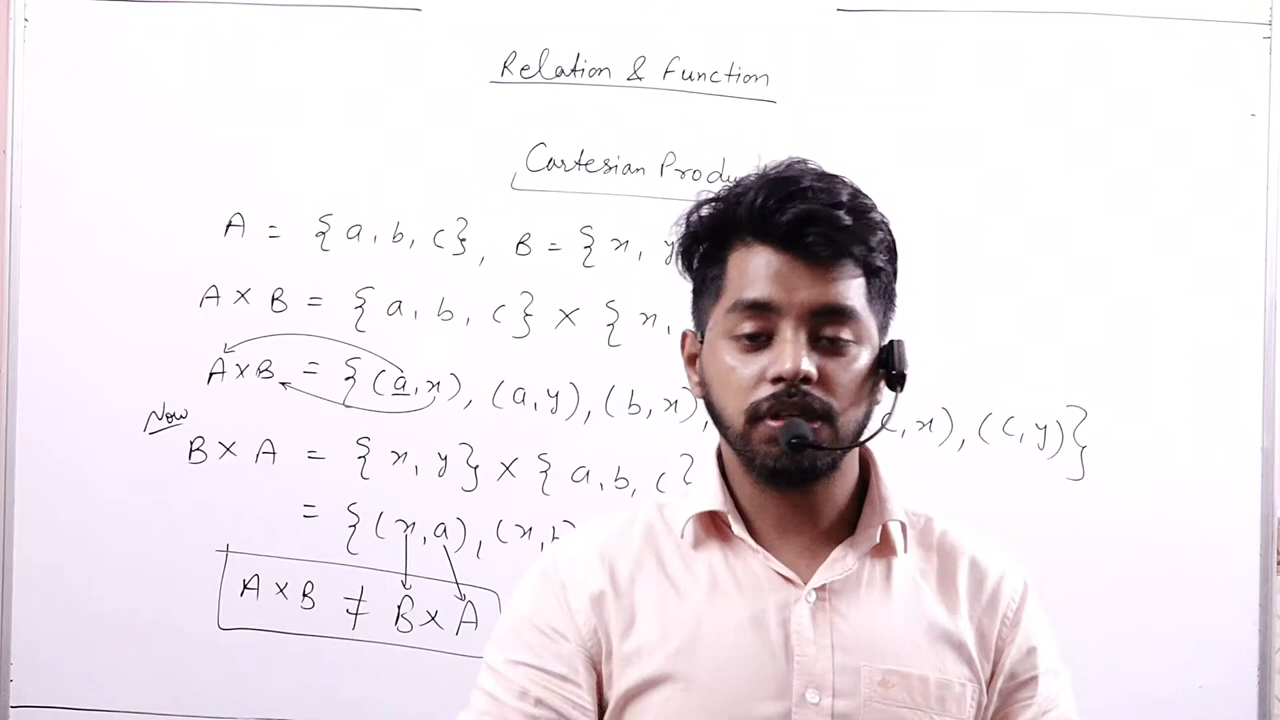 Relation & Function
Cartesian Produ
A = {a, b, c}, B = {x, y
A × B = {a, b, c} × {x,
A×B = {(a,x), (a,y), (b,x), c,x), (c,y)}
Now
B × A = {x, y} × {a, b, c}
= {(x,a), (x,b
A×B ≠ B×A